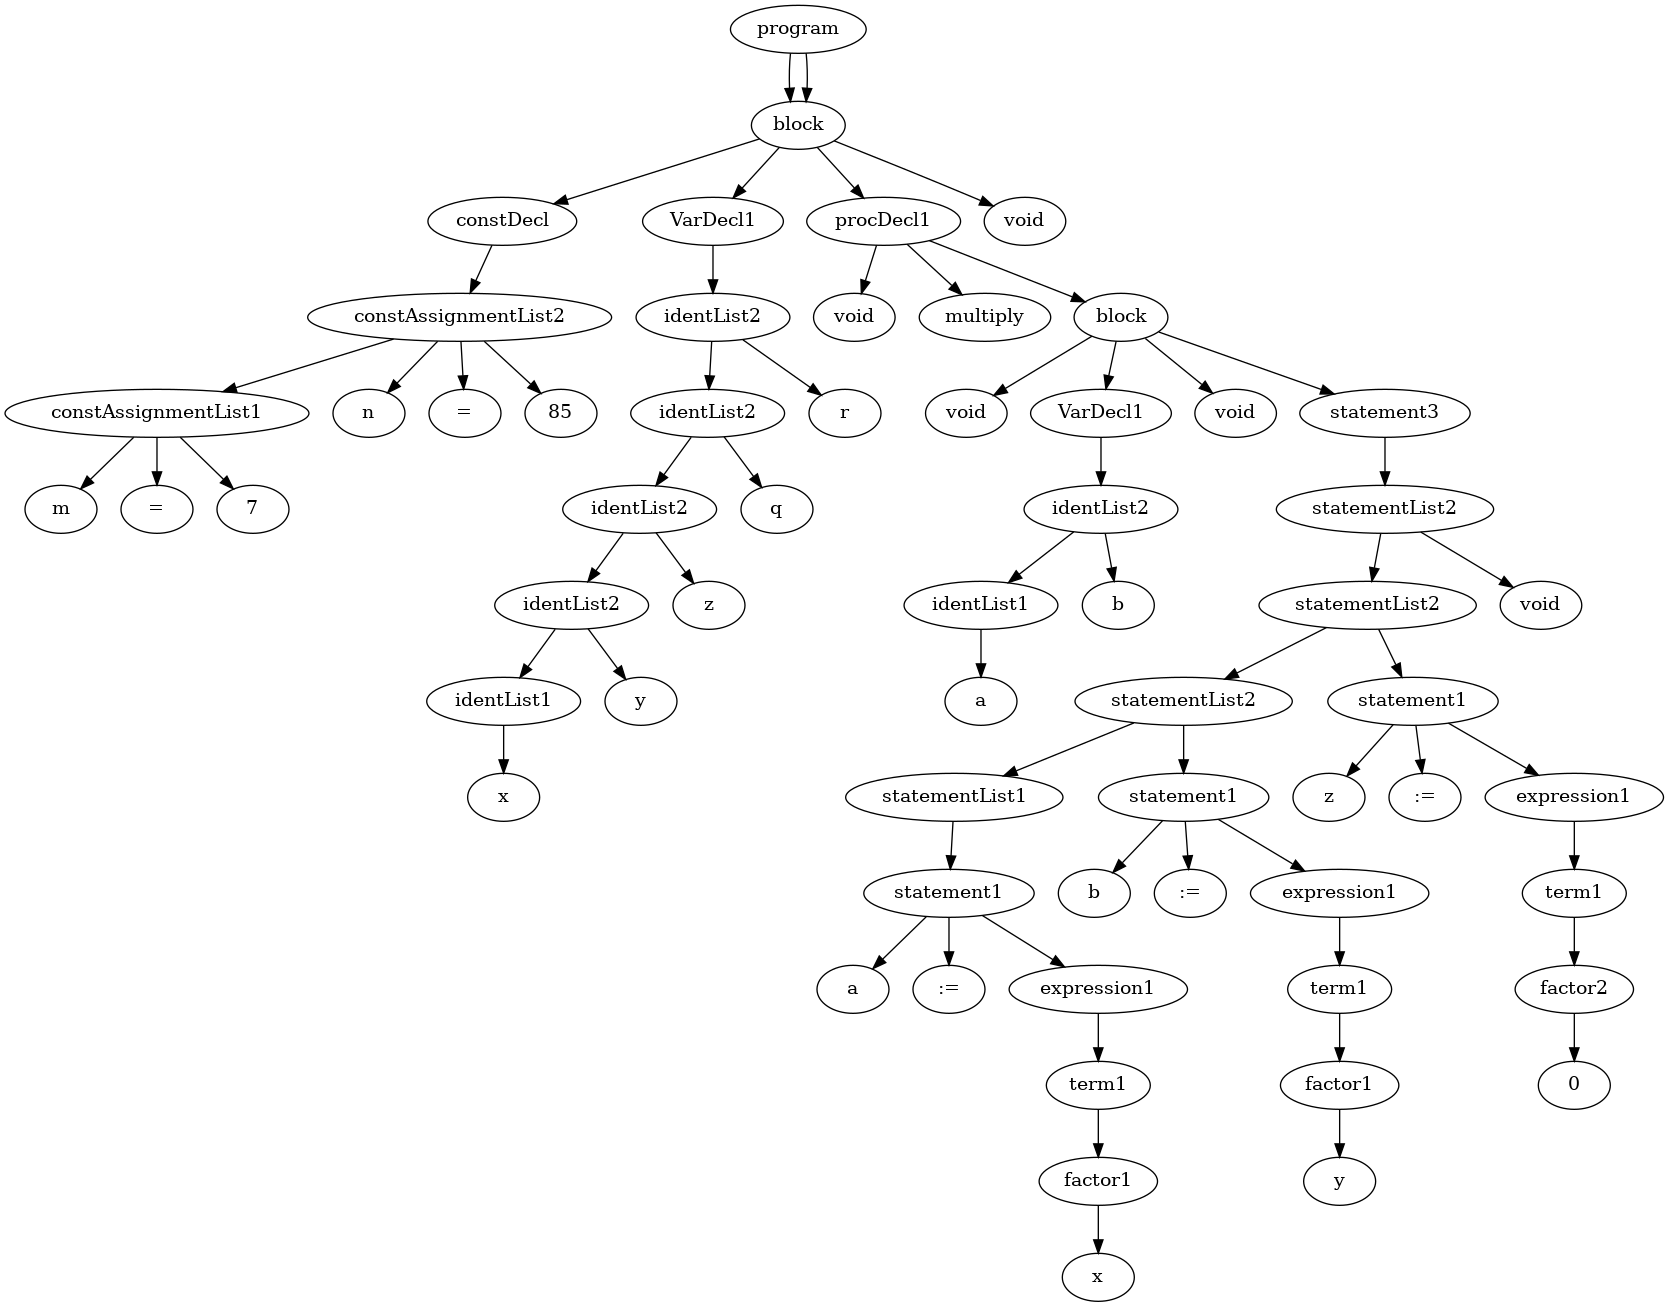 program
block
constDecl VarDecl1 procDecl1 void
constAssignmentList2 identList2 void multiply block
constAssignmentList1 n = 85 identList2 r void VarDecl1 void statement3
m = 7 identList2 q identList2 statementList2
identList2 z identList1 b statementList2 void
identList1 y a statementList2 statement1
x statementList1 statement1 z := expression1
statement1 b := expression1 term1
a := expression1 term1 factor2
term1 factor1 0
factor1 y
x